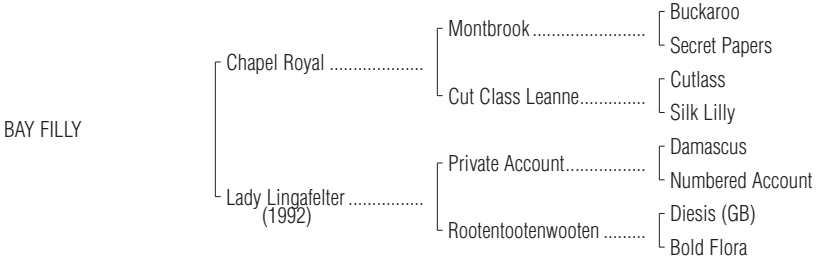 Buckaroo
Montbrook .......................
Secret Papers
Chapel Royal ...................
Cutlass
Cut Class Leanne..............
Silk Lilly
BAY FILLY
Damascus
Private Account.................
Numbered Account
Lady Lingafelter ................
(1992)
Diesis (GB)
Rootentootenwooten .........
Bold Flora